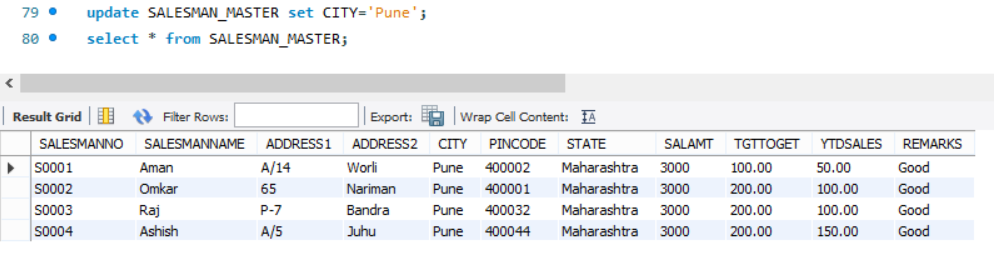 79 update SALESMAN_MASTER set CITY='Pune';
80 select * from SALESMAN_MASTER;
Result Grid Filter Rows: Export: Wrap Cell Content:
SALESMANNO SALESMANNAME ADDRESS1 ADDRESS2 CITY PINCODE STATE SALAMT TGTTOGET YTDSALES REMARKS
S0001 Aman A/14 Worli Pune 400002 Maharashtra 3000 100.00 50.00 Good
S0002 Omkar 65 Nariman Pune 400001 Maharashtra 3000 200.00 100.00 Good
S0003 Raj P-7 Bandra Pune 400032 Maharashtra 3000 200.00 100.00 Good
S0004 Ashish A/5 Juhu Pune 400044 Maharashtra 3000 200.00 150.00 Good